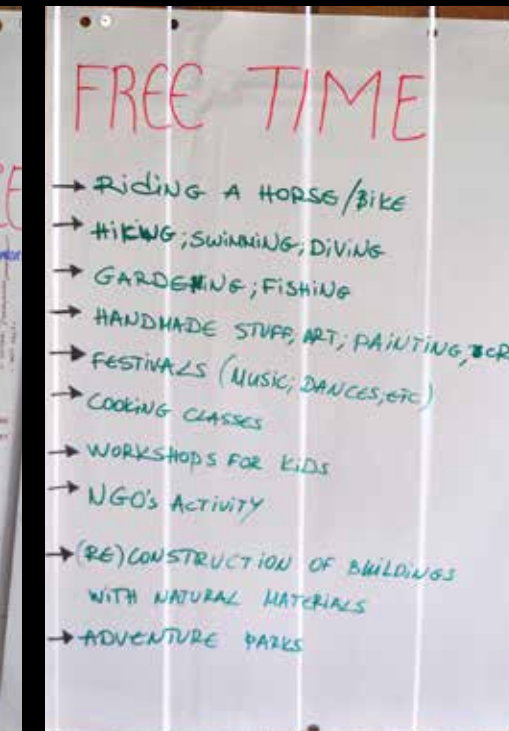 FREE TIME
→ RiDiNG A HORSE/BiKE
→ HiKiNG; SWiMMiNG; DiViNG
→ GARDENiNG; FiSHiNG
→ HANDMADE STUFF, ART; PAiNTiNG,
→ FESTiVALS (MUSiC; DANCES; ETC)
→ COOKiNG CLASSES
→ WORKSHOPS FOR KiDS
→ NGO's ACTiViTY
→ (RE)CONSTRUCTiON OF BUiLDiNGS
WiTH NATURAL MATERiALS
→ ADVENTURE PARKS